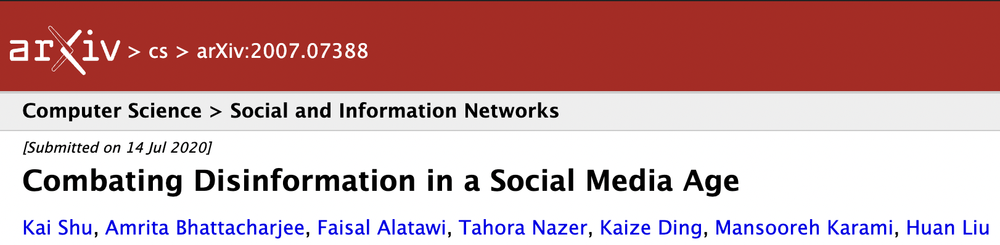 arXiv > cs > arXiv:2007.07388
Computer Science > Social and Information Networks
[Submitted on 14 Jul 2020]
Combating Disinformation in a Social Media Age
Kai Shu, Amrita Bhattacharjee, Faisal Alatawi, Tahora Nazer, Kaize Ding, Mansooreh Karami, Huan Liu